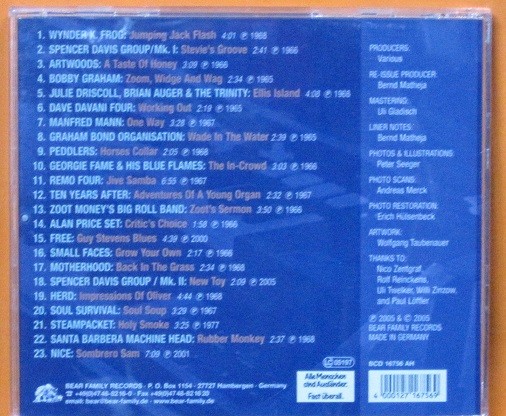 1. WYNDER K. FROG: Jumping Jack Flash 4:01 ℗ 1968
2. SPENCER DAVIS GROUP/Mk. I: Stevie's Groove 2:41 ℗ 1966
3. ARTWOODS: A Taste Of Honey 3:09 ℗ 1966
4. BOBBY GRAHAM: Zoom, Widge And Wag 2:34 ℗ 1965
5. JULIE DRISCOLL, BRIAN AUGER & THE TRINITY: Ellis Island 4:08 ℗ 1968
6. DAVE DAVANI FOUR: Working Out 2:19 ℗ 1965
7. MANFRED MANN: One Way 3:28 ℗ 1967
8. GRAHAM BOND ORGANISATION: Wade In The Water 2:39 ℗ 1965
9. PEDDLERS: Horses Collar 2:05 ℗ 1968
10. GEORGIE FAME & HIS BLUE FLAMES: The In-Crowd 3:03 ℗ 1966
11. REMO FOUR: Jive Samba 6:55 ℗ 1967
12. TEN YEARS AFTER: Adventures Of A Young Organ 2:32 ℗ 1967
13. ZOOT MONEY'S BIG ROLL BAND: Zoot's Sermon 3:50 ℗ 1966
14. ALAN PRICE SET: Critic's Choice 1:58 ℗ 1966
15. FREE: Guy Stevens Blues 4:39 ℗ 2000
16. SMALL FACES: Grow Your Own 2:17 ℗ 1966
17. MOTHERHOOD: Back In The Grass 2:34 ℗ 1968
18. SPENCER DAVIS GROUP / Mk. II: New Toy 2:09 ℗ 2005
19. HERD: Impressions Of Oliver 4:44 ℗ 1968
20. SOUL SURVIVAL: Soul Soup 3:29 ℗ 1967
21. STEAMPACKET: Holy Smoke 3:25 ℗ 1977
22. SANTA BARBERA MACHINE HEAD: Rubber Monkey 2:37 ℗ 1968
23. NICE: Sombrero Sam 7:09 ℗ 2001
PRODUCERS:
Various
RE-ISSUE PRODUCER:
Bernd Matheja
MASTERING:
Uli Gladisch
LINER NOTES:
Bernd Matheja
PHOTOS & ILLUSTRATIONS:
Peter Seeger
PHOTO SCANS:
Andreas Merck
PHOTO RESTORATION:
Erich Hülsenbeck
ARTWORK:
Wolfgang Taubenauer
THANKS TO:
Nico Zentgraf,
Rolf Reinckens,
Uli Twelker, Willi Zinzow,
and Paul Löffler
℗ 2005 & © 2005
BEAR FAMILY RECORDS
MADE IN GERMANY
BEAR FAMILY RECORDS · P. O. Box 1154 · 27727 Hambergen · Germany
email: bear@bear-family.de
LC 00197
Alle Menschen
sind Ausländer.
Fast überall.
BCD 16756 AH
4 000127 167569